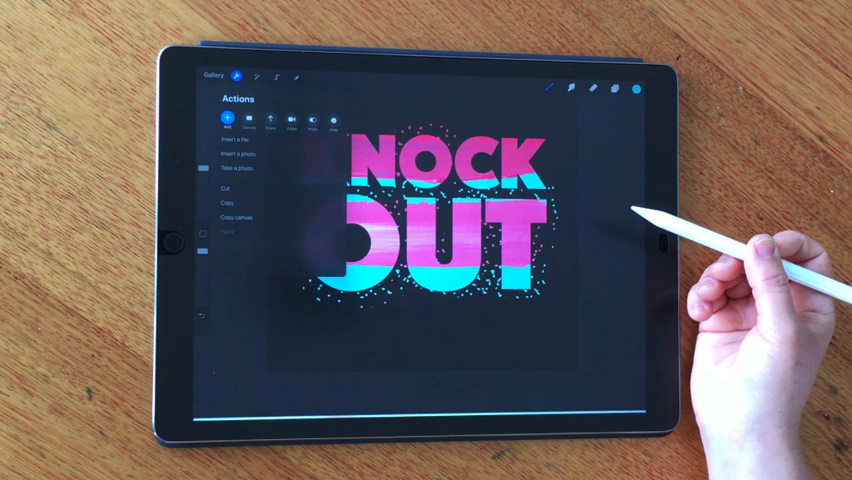 Gallery
Actions
Add Canvas Share Video Prefs Help
Insert a file
Insert a photo
Take a photo
Cut
Copy
Copy canvas
Paste
NOCK
OUT